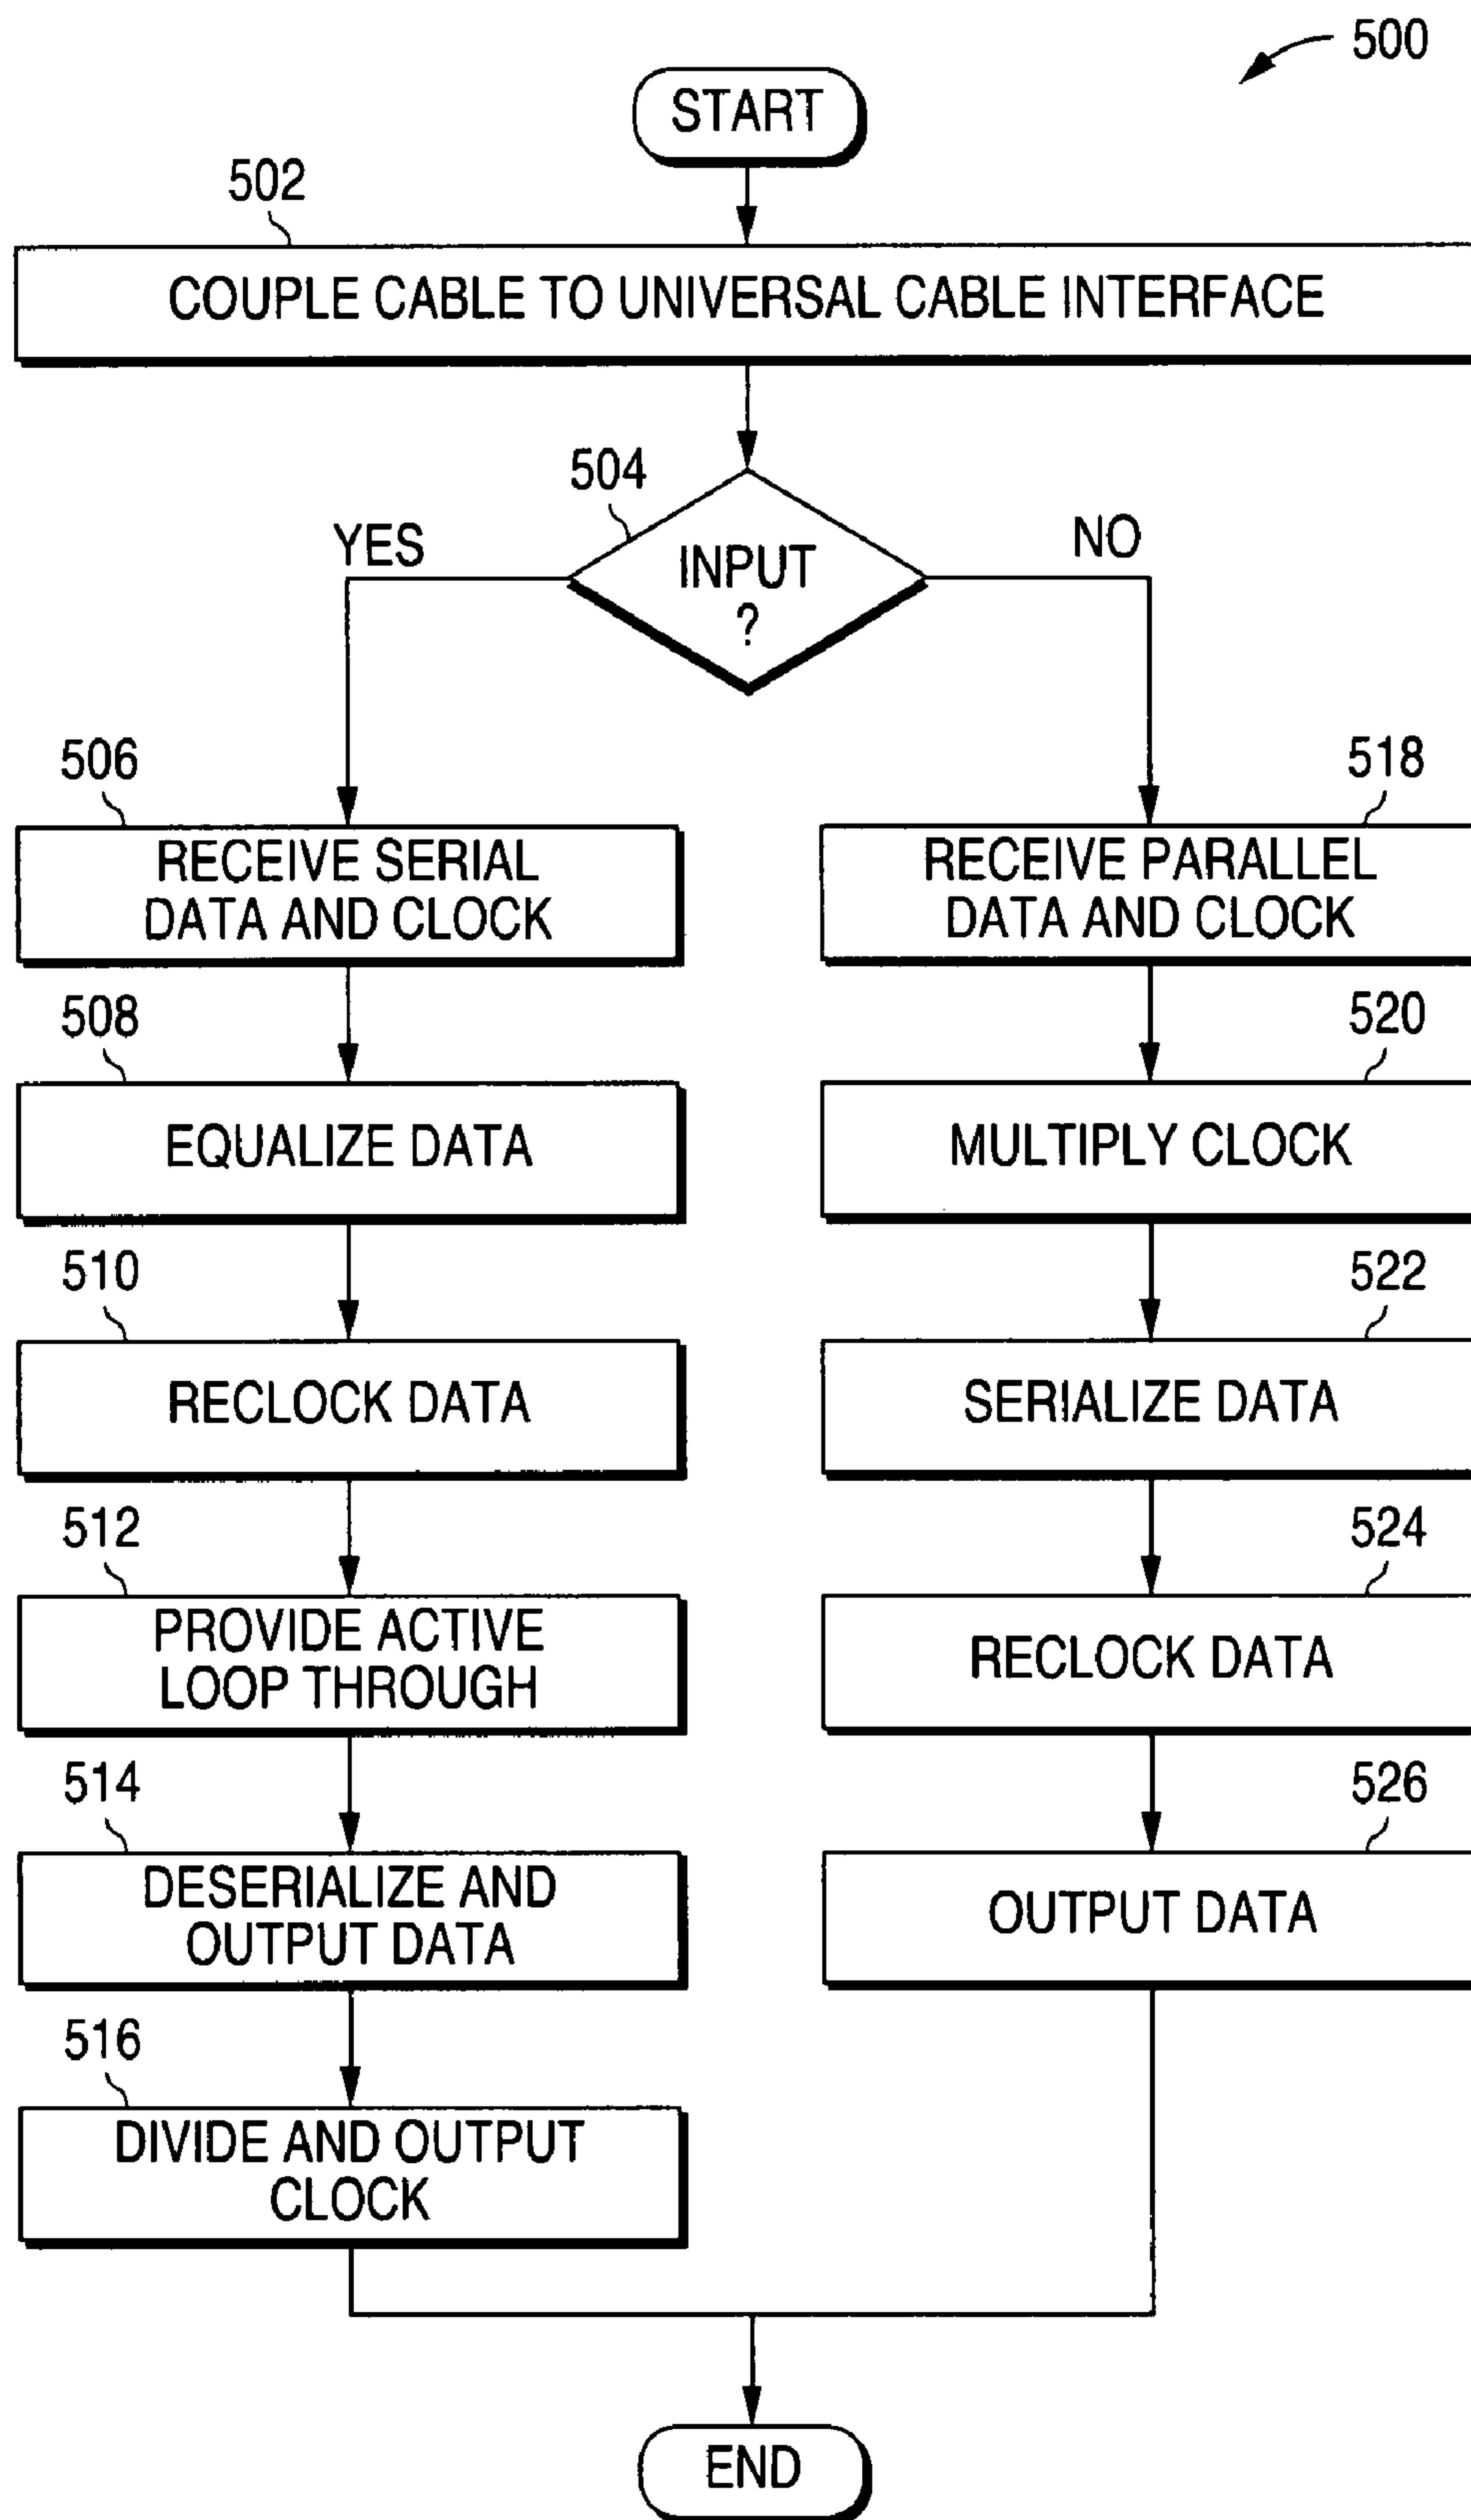 500
START
502
COUPLE CABLE TO UNIVERSAL CABLE INTERFACE
504
YES
INPUT
?
NO
506
RECEIVE SERIAL
DATA AND CLOCK
508
EQUALIZE DATA
510
RECLOCK DATA
512
PROVIDE ACTIVE
LOOP THROUGH
514
DESERIALIZE AND
OUTPUT DATA
516
DIVIDE AND OUTPUT
CLOCK
518
RECEIVE PARALLEL
DATA AND CLOCK
520
MULTIPLY CLOCK
522
SERIALIZE DATA
524
RECLOCK DATA
526
OUTPUT DATA
END